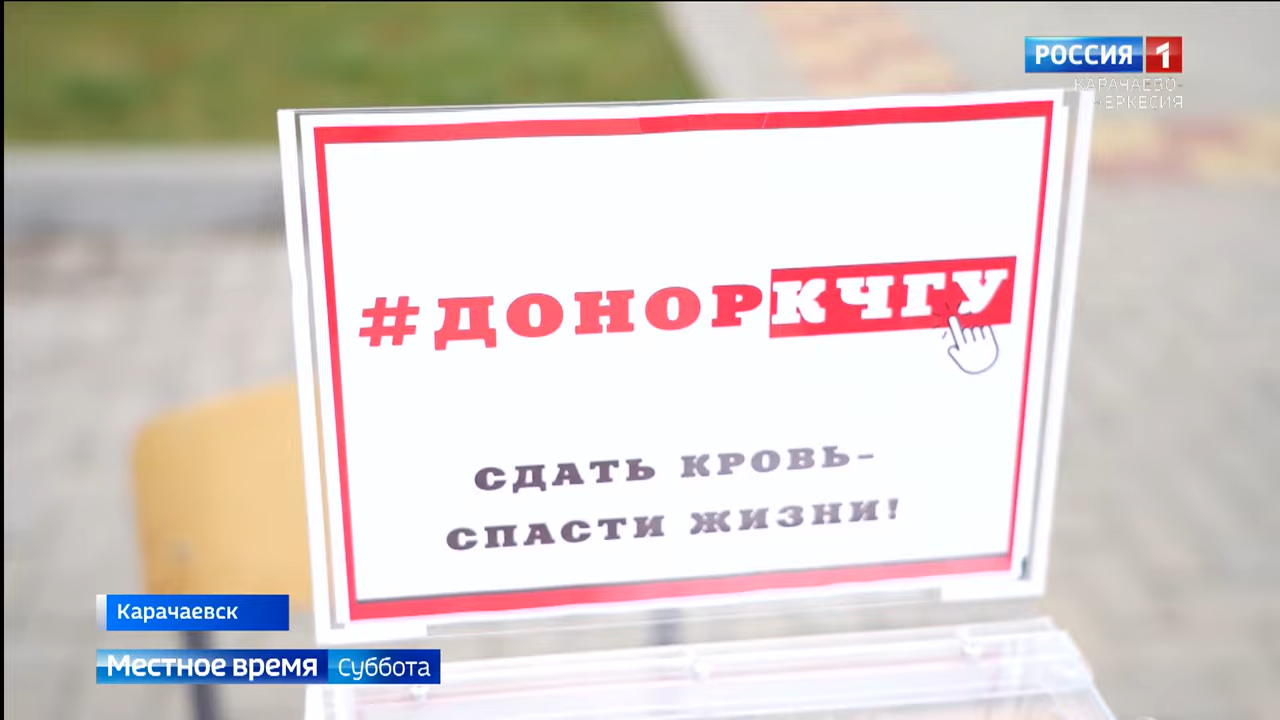 РОССИЯ 1
КАРАЧАЕВО-
ЧЕРКЕСИЯ
#ДОНОРКЧГУ
СДАТЬ КРОВЬ-
СПАСТИ ЖИЗНИ!
Карачаевск
Местное время Суббота